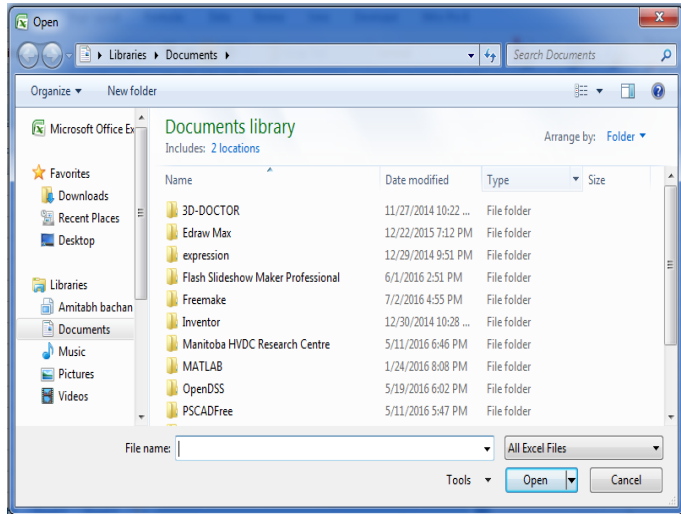 Open
Libraries Documents
Search Documents
Organize New folder
Microsoft Office Ex
Documents library
Includes: 2 locations
Arrange by: Folder
Favorites
Downloads
Recent Places
Desktop
Libraries
Amitabh bachan
Documents
Music
Pictures
Videos
Name Date modified Type Size
3D-DOCTOR 11/27/2014 10:22 ... File folder
Edraw Max 12/22/2015 7:12 PM File folder
expression 12/29/2014 9:51 PM File folder
Flash Slideshow Maker Professional 6/1/2016 2:51 PM File folder
Freemake 7/2/2016 4:55 PM File folder
Inventor 12/30/2014 10:28 ... File folder
Manitoba HVDC Research Centre 5/11/2016 6:46 PM File folder
MATLAB 1/24/2016 8:08 PM File folder
OpenDSS 5/19/2016 6:02 PM File folder
PSCADFree 5/11/2016 5:47 PM File folder
File name: All Excel Files
Tools Open Cancel